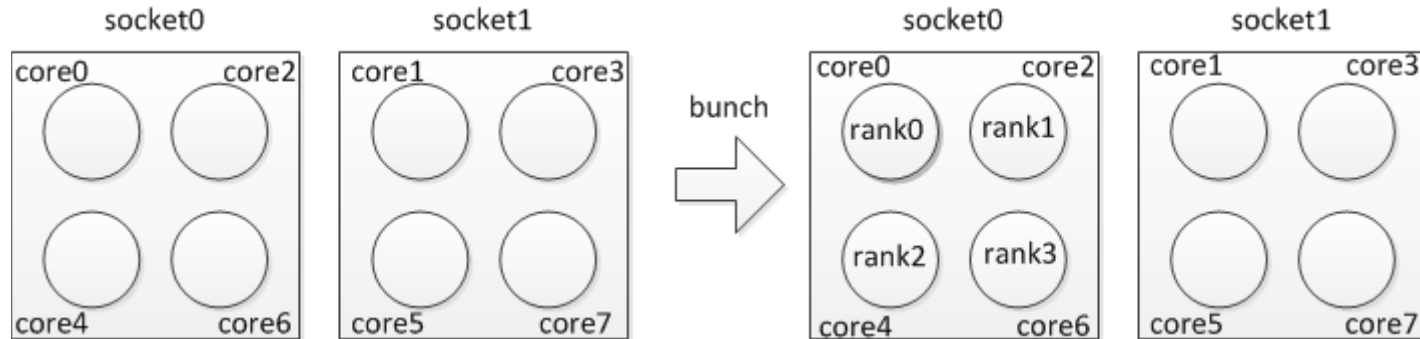 socket0 socket1 socket0 socket1
core0 core2 core1 core3 core0 core2 core1 core3
bunch
rank0 rank1
rank2 rank3
core4 core6 core5 core7 core4 core6 core5 core7